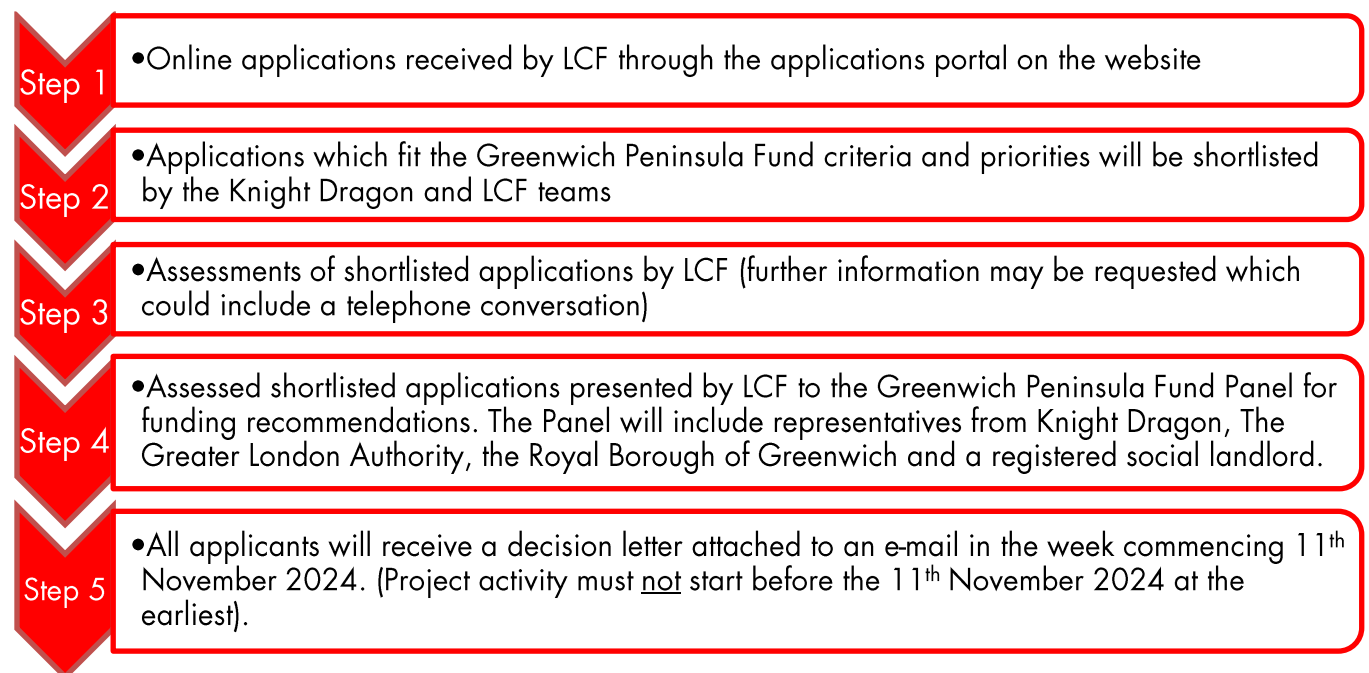 Step 1
•Online applications received by LCF through the applications portal on the website
Step 2
•Applications which fit the Greenwich Peninsula Fund criteria and priorities will be shortlisted
by the Knight Dragon and LCF teams
Step 3
•Assessments of shortlisted applications by LCF (further information may be requested which
could include a telephone conversation)
Step 4
•Assessed shortlisted applications presented by LCF to the Greenwich Peninsula Fund Panel for
funding recommendations. The Panel will include representatives from Knight Dragon, The
Greater London Authority, the Royal Borough of Greenwich and a registered social landlord.
Step 5
•All applicants will receive a decision letter attached to an e-mail in the week commencing 11th
November 2024. (Project activity must not start before the 11th November 2024 at the
earliest).